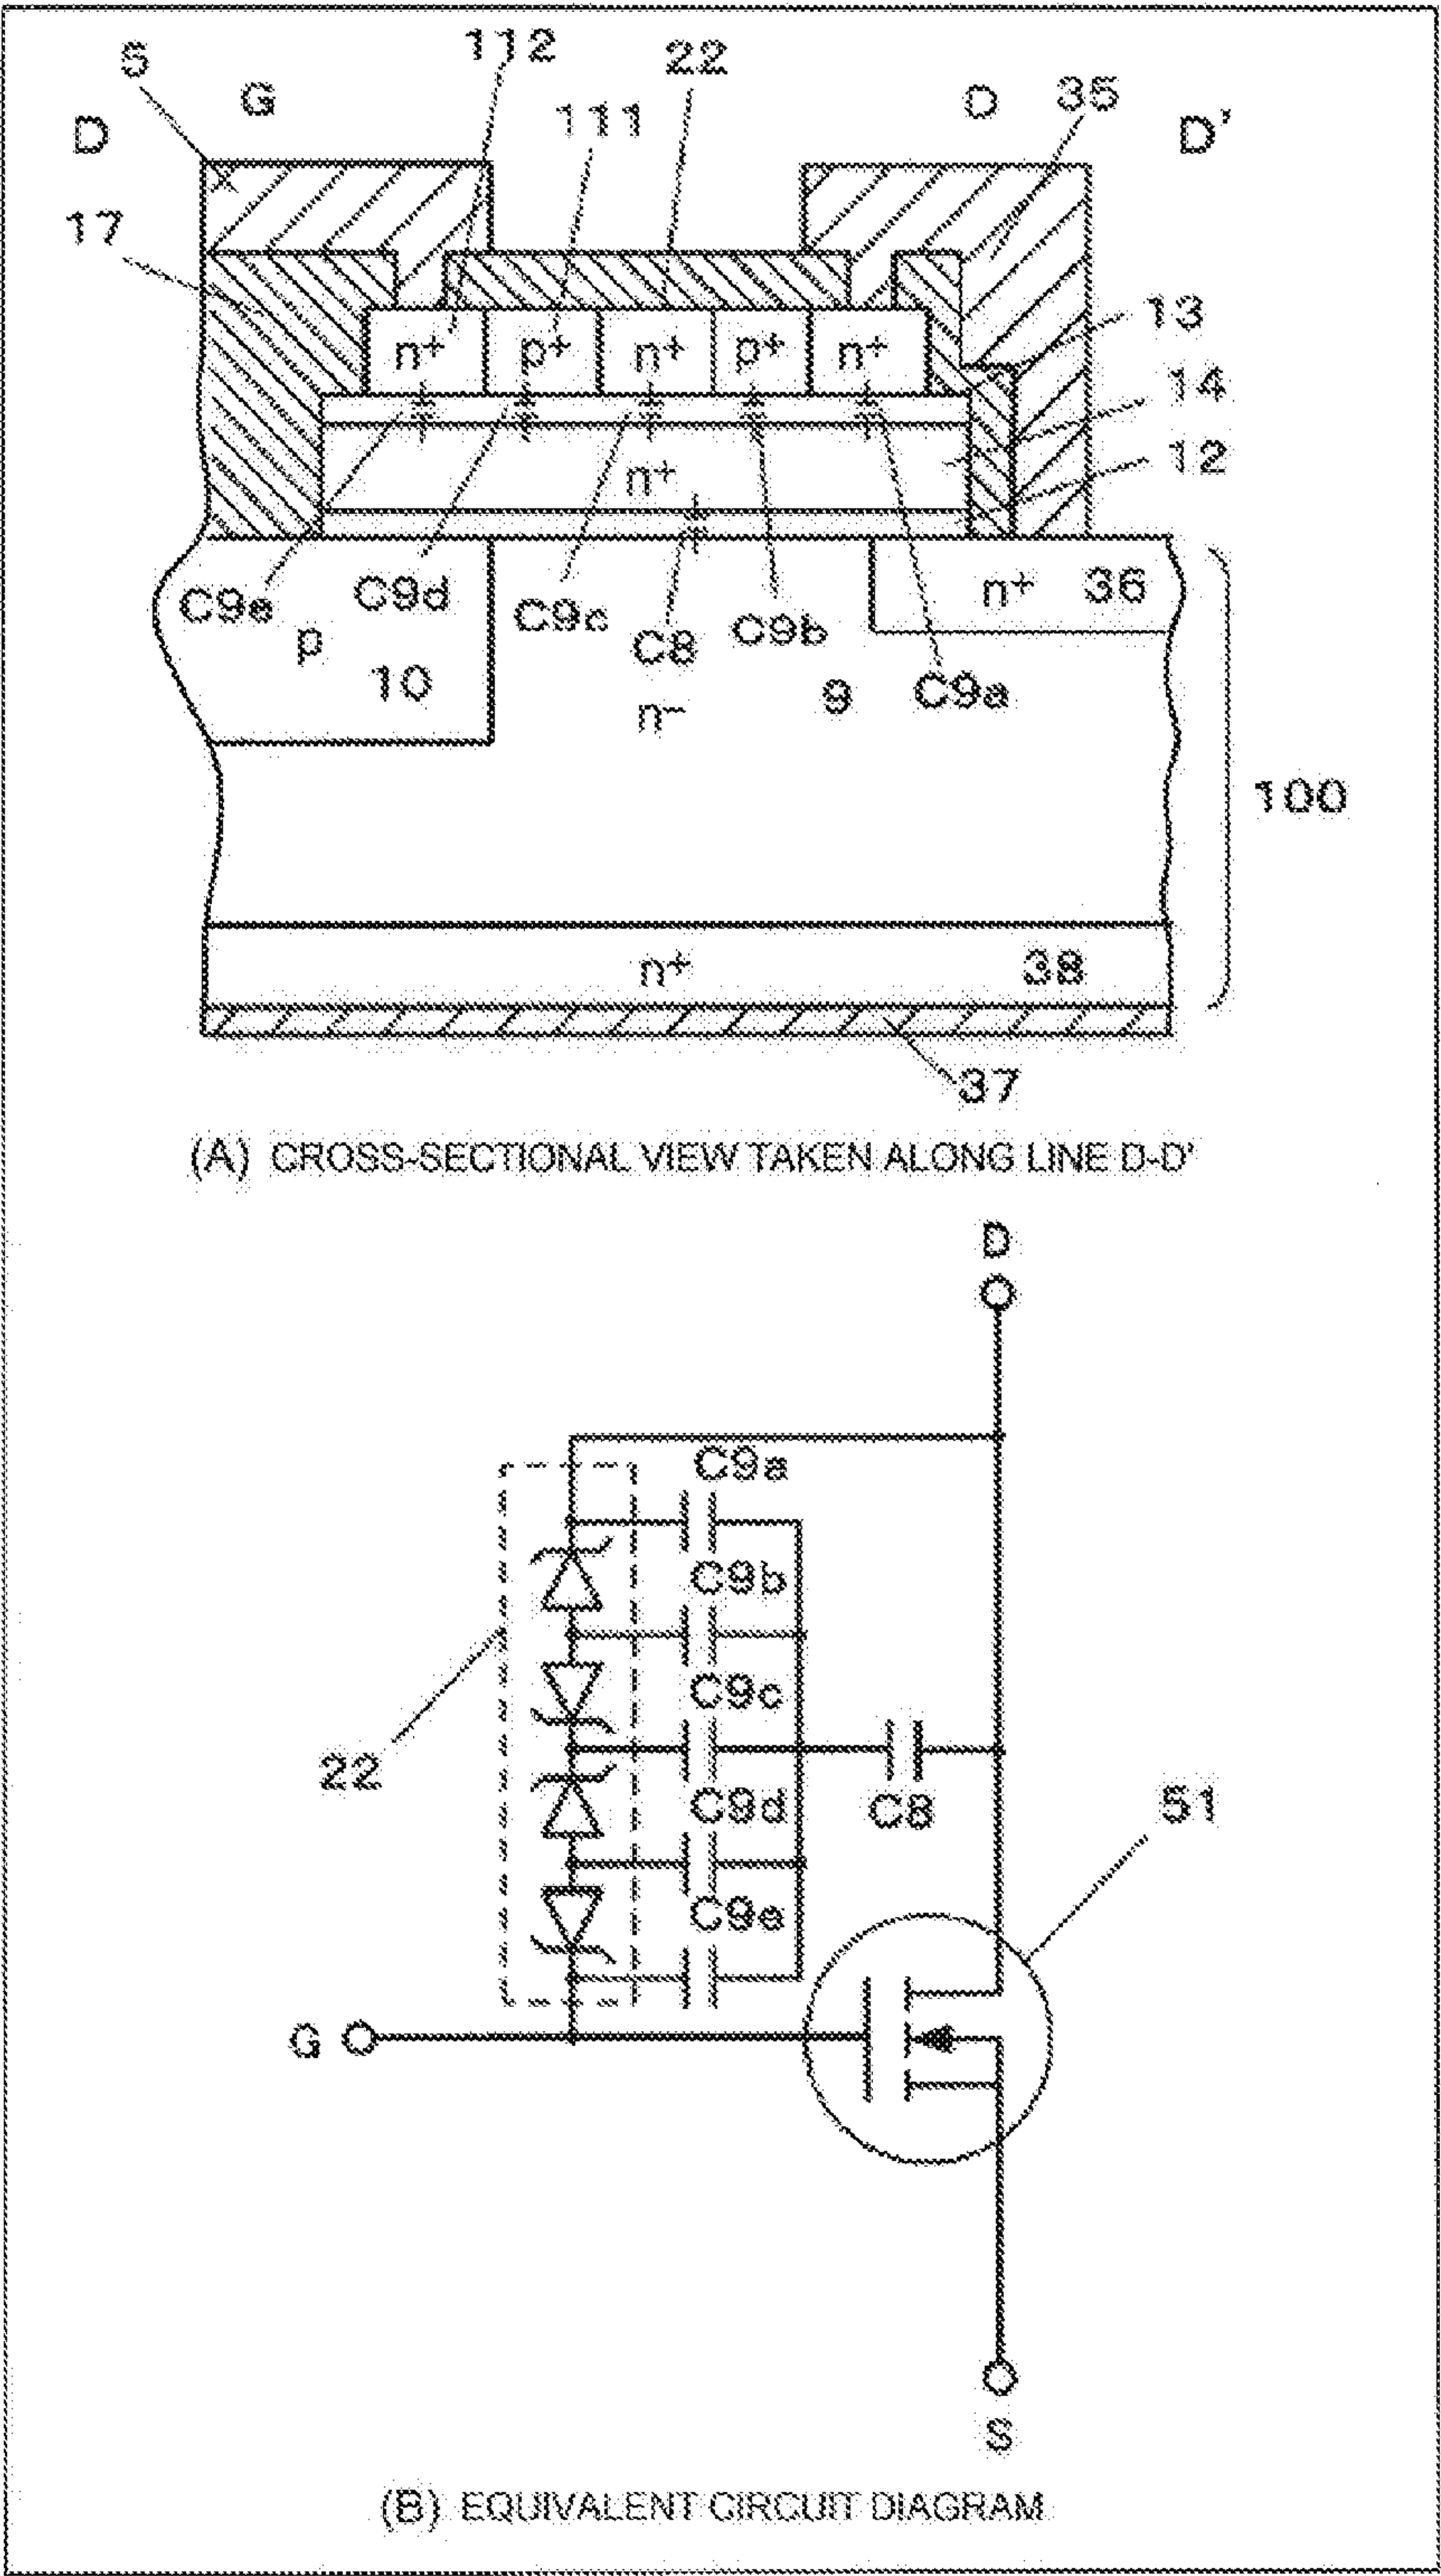 5
G
112
22
111
D
35
D
D'
17
13
n+ p+ n+ p+ n+
14
n+
12
C9e
C9d
C9c
C8
C9b
C9a
n+ 36
p
10
n−
9
100
n+ 38
37
(A) CROSS-SECTIONAL VIEW TAKEN ALONG LINE D-D'
D
C9a
C9b
C9c
22
C9d
C8
51
C9e
G
S
(B) EQUIVALENT CIRCUIT DIAGRAM